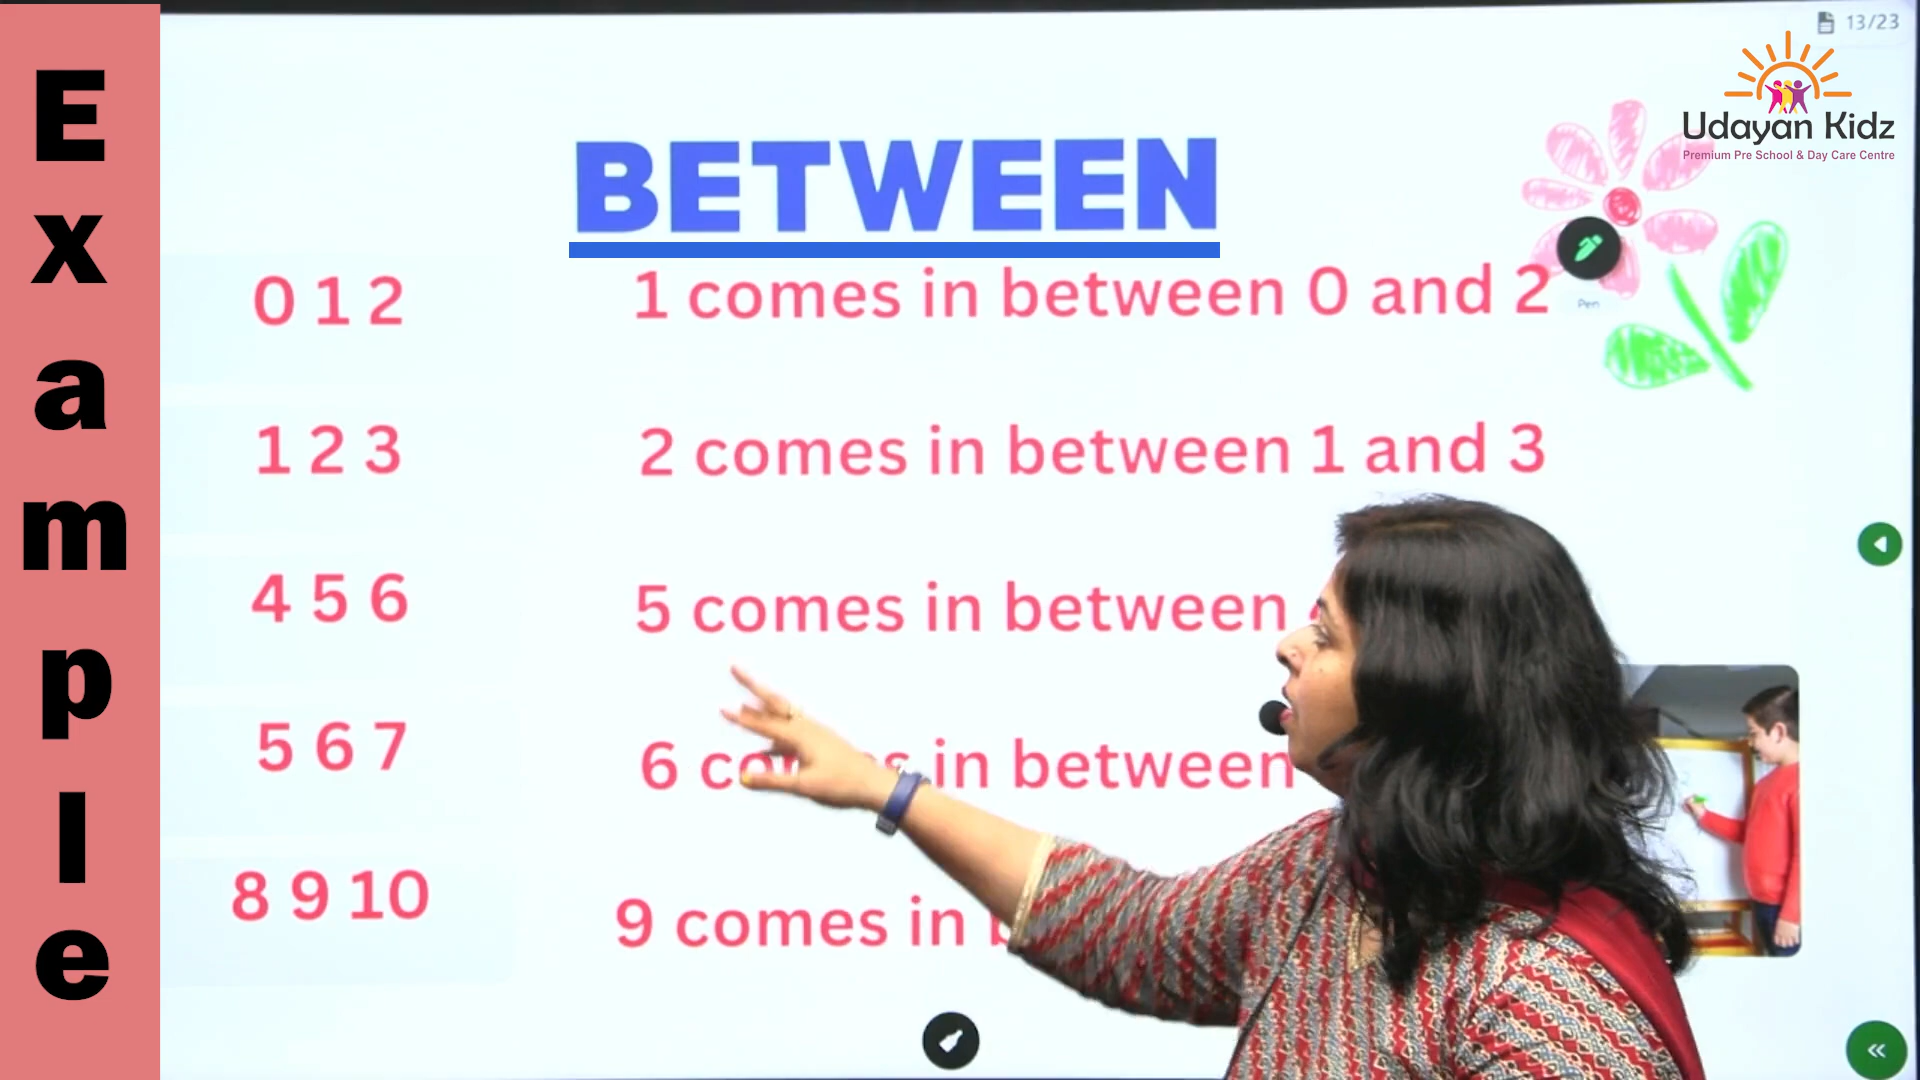 Example
13/23
Udayan Kidz
Premium Pre School & Day Care Centre
BETWEEN
0 1 2
1 comes in between 0 and 2
Pen
1 2 3
2 comes in between 1 and 3
4 5 6
5 comes in between
5 6 7
6 in between
8 9 10
9 comes in